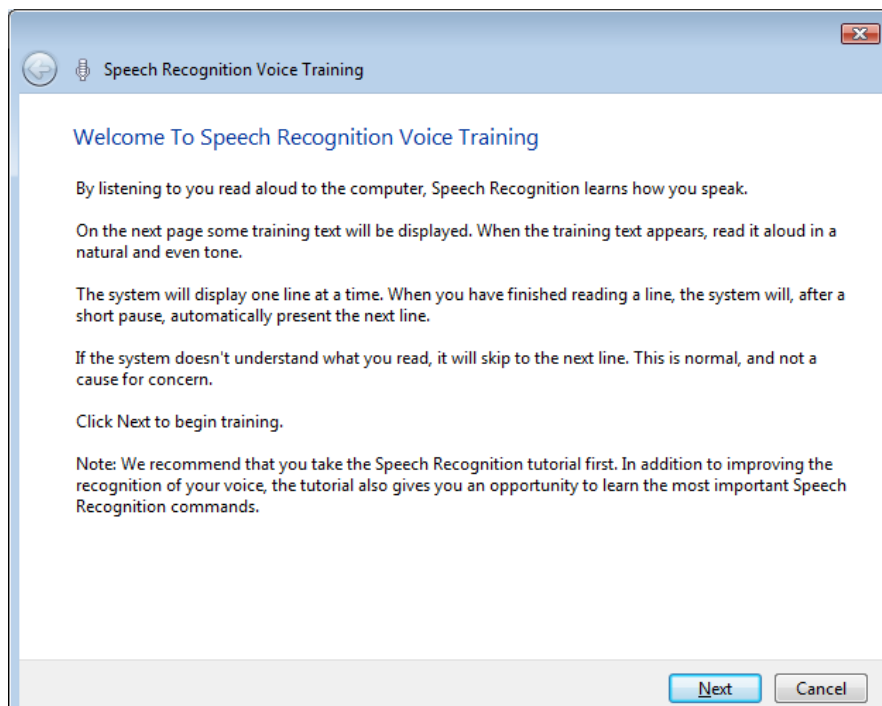 Speech Recognition Voice Training
Welcome To Speech Recognition Voice Training
By listening to you read aloud to the computer, Speech Recognition learns how you speak.
On the next page some training text will be displayed. When the training text appears, read it aloud in a
natural and even tone.
The system will display one line at a time. When you have finished reading a line, the system will, after a
short pause, automatically present the next line.
If the system doesn't understand what you read, it will skip to the next line. This is normal, and not a
cause for concern.
Click Next to begin training.
Note: We recommend that you take the Speech Recognition tutorial first. In addition to improving the
recognition of your voice, the tutorial also gives you an opportunity to learn the most important Speech
Recognition commands.
Next Cancel